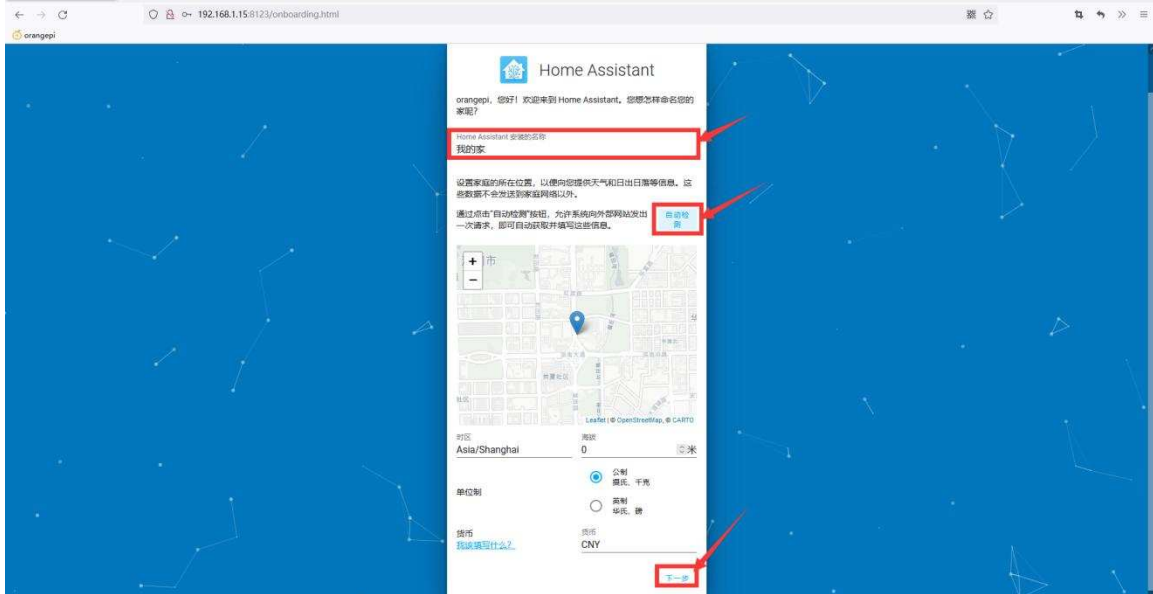 192.168.1.15:8123/onboarding.html
orangepi
Home Assistant
orangepi，您好！欢迎来到 Home Assistant。您想怎样命名您的
家呢？
Home Assistant 安装的名称
我的家
设置家庭的所在位置，以便向您提供天气和日出日落等信息。这
些数据不会发送到家庭网络以外。
通过点击“自动检测”按钮，允许系统向外部网站发出
一次请求，即可自动获取并填写这些信息。
自动检
测
+
市
−
Leaflet | © OpenStreetMap, © CARTO
时区
海拔
Asia/Shanghai
0
米
公制
摄氏、千克
单位制
英制
华氏、磅
货币
货币
我该填写什么？
CNY
下一步